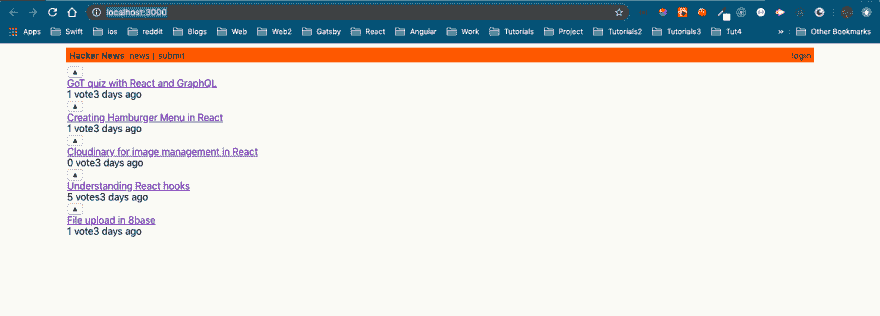 localhost:3000
Apps Swift ios reddit Blogs Web Web2 Gatsby React Angular Work Tutorials Project Tutorials2 Tutorials3 Tut4 » Other Bookmarks
Hacker News news | submit login
▲
GoT quiz with React and GraphQL
1 vote3 days ago
▲
Creating Hamburger Menu in React
1 vote3 days ago
▲
Cloudinary for image management in React
0 vote3 days ago
▲
Understanding React hooks
5 votes3 days ago
▲
File upload in 8base
1 vote3 days ago